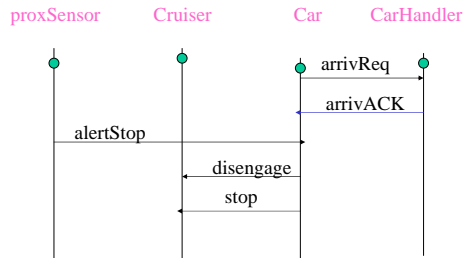 proxSensor Cruiser Car CarHandler
arrivReq
arrivACK
alertStop
disengage
stop